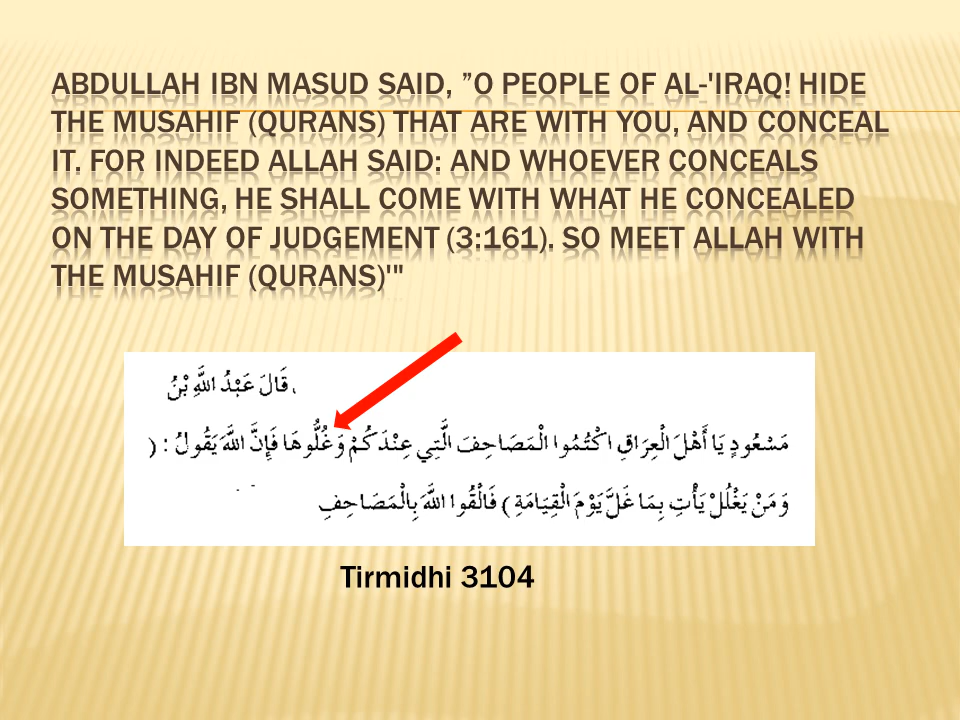 ABDULLAH IBN MASUD SAID, ”O PEOPLE OF AL-'IRAQ! HIDE
THE MUSAHIF (QURANS) THAT ARE WITH YOU, AND CONCEAL
IT. FOR INDEED ALLAH SAID: AND WHOEVER CONCEALS
SOMETHING, HE SHALL COME WITH WHAT HE CONCEALED
ON THE DAY OF JUDGEMENT (3:161). SO MEET ALLAH WITH
THE MUSAHIF (QURANS)'"
، قَالَ عَبْدُ اللَّهِ بْنُ
مَسْعُودٍ يَا أَهْلَ الْعِرَاقِ اكْتُمُوا الْمَصَاحِفَ الَّتِي عِنْدَكُمْ وَغُلُّوهَا فَإِنَّ اللَّهَ يَقُولُ : (
وَمَنْ يَغْلُلْ يَأْتِ بِمَا غَلَّ يَوْمَ الْقِيَامَةِ ) فَالْقُوا اللَّهَ بِالْمَصَاحِفِ
Tirmidhi 3104